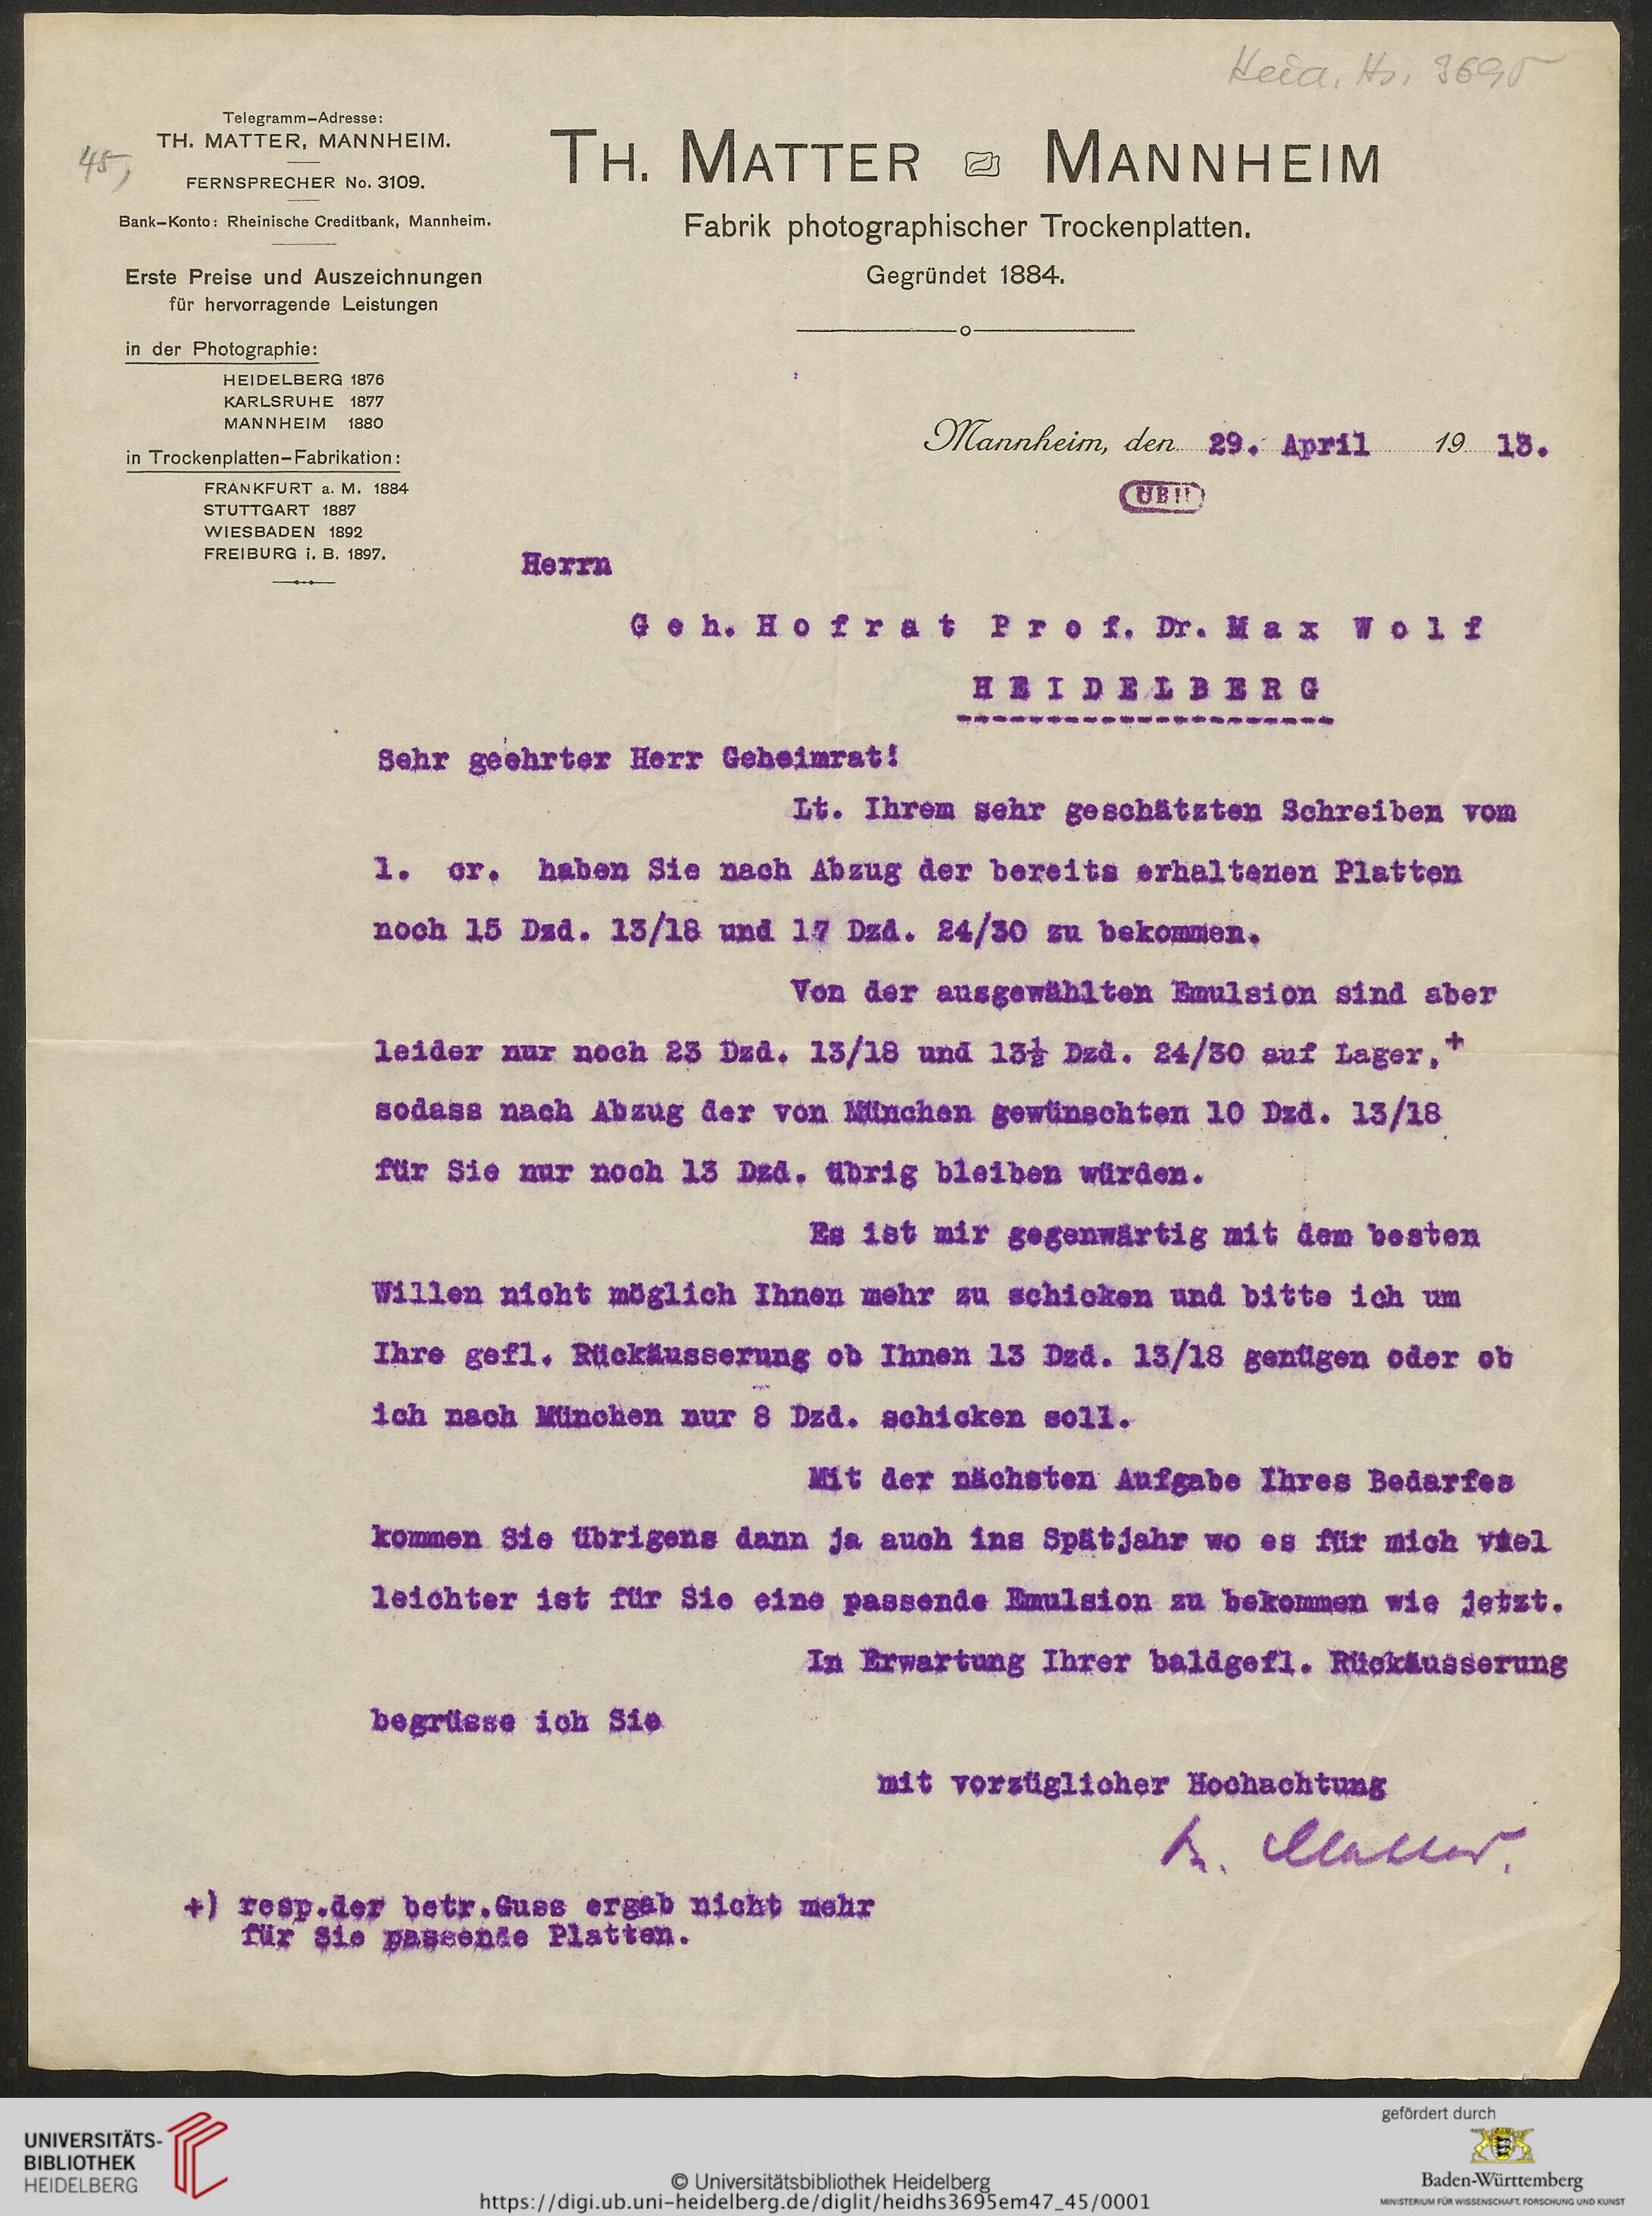 Heid. Hs. 3695
45,
Telegramm-Adresse:
TH. MATTER, MANNHEIM.
FERNSPRECHER No. 3109.
Bank-Konto: Rheinische Creditbank, Mannheim.
Erste Preise und Auszeichnungen
für hervorragende Leistungen
in der Photographie:
HEIDELBERG 1876
KARLSRUHE 1877
MANNHEIM 1880
in Trockenplatten-Fabrikation:
FRANKFURT a. M. 1884
STUTTGART 1887
WIESBADEN 1892
FREIBURG i. B. 1897.
TH. MATTER MANNHEIM
Fabrik photographischer Trockenplatten.
Gegründet 1884.
Mannheim, den 29. April 19 13.
UBH
Herrn
Geh. Hofrat Prof. Dr. Max Wolf
HEIDELBERG
Sehr geehrter Herr Geheimrat!
Lt. Ihrem sehr geschätzten Schreiben vom
1. cr. haben Sie nach Abzug der bereits erhaltenen Platten
noch 15 Dzd. 13/18 und 17 Dzd. 24/30 zu bekommen.
Von der ausgewählten Emulsion sind aber
leider nur noch 23 Dzd. 13/18 und 13½ Dzd. 24/30 auf Lager,+
sodass nach Abzug der von München gewünschten 10 Dzd. 13/18
für Sie nur noch 13 Dzd. übrig bleiben würden.
Es ist mir gegenwärtig mit dem besten
Willen nicht möglich Ihnen mehr zu schicken und bitte ich um
Ihre gefl. Rückäusserung ob Ihnen 13 Dzd. 13/18 genügen oder ob
ich nach München nur 8 Dzd. schicken soll.
Mit der nächsten Aufgabe Ihres Bedarfes
kommen Sie übrigens dann ja auch ins Spätjahr wo es für mich viel
leichter ist für Sie eine passende Emulsion zu bekommen wie jetzt.
In Erwartung Ihrer baldgefl. Rückäusserung
begrüsse ich Sie
mit vorzüglicher Hochachtung
Th. Matter.
+) resp.der betr.Guss ergab nicht mehr
für Sie passende Platten.
UNIVERSITÄTS-
BIBLIOTHEK
HEIDELBERG
© Universitätsbibliothek Heidelberg
https://digi.ub.uni-heidelberg.de/diglit/heidhs3695em47_45/0001
gefördert durch
Baden-Württemberg
MINISTERIUM FÜR WISSENSCHAFT, FORSCHUNG UND KUNST